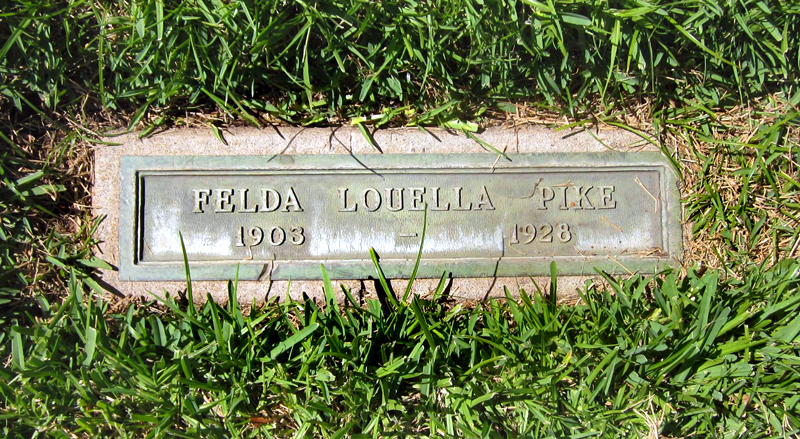 FELDA LOUELLA PIKE
1903 – 1928